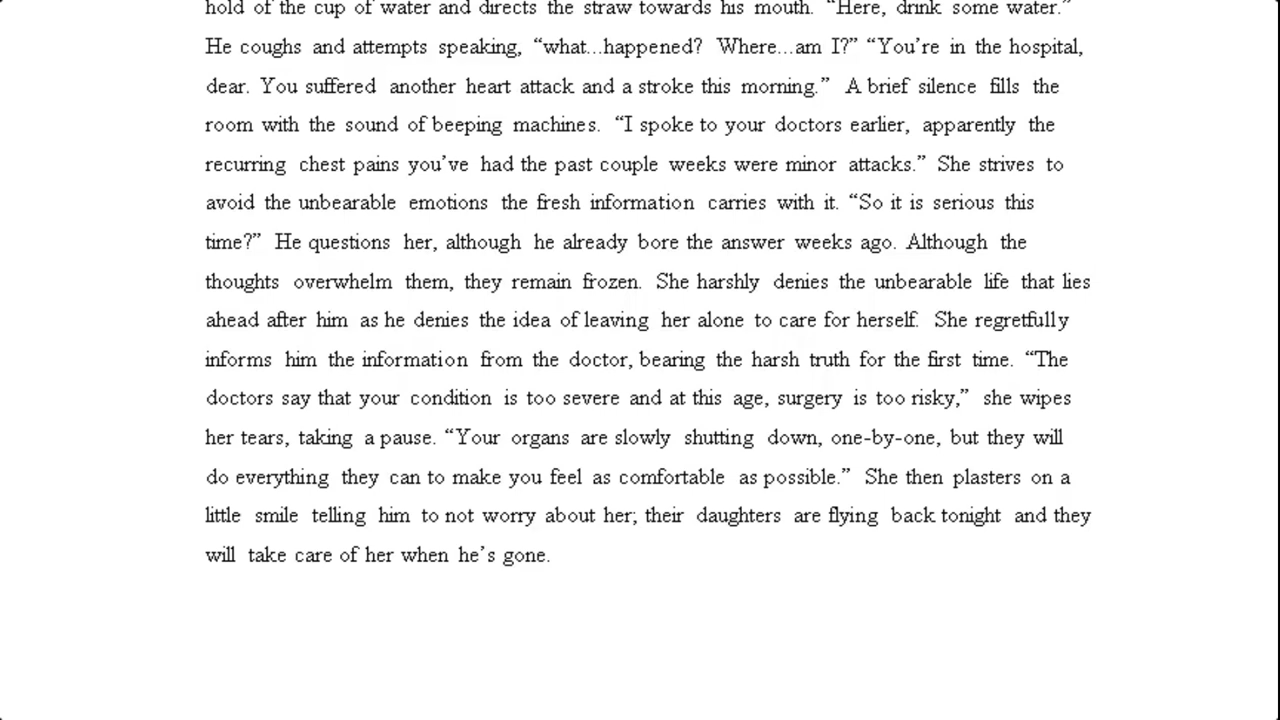 hold of the cup of water and directs the straw towards his mouth. “Here, drink some water.”
He coughs and attempts speaking, “what...happened? Where...am I?” “You’re in the hospital,
dear. You suffered another heart attack and a stroke this morning.” A brief silence fills the
room with the sound of beeping machines. “I spoke to your doctors earlier, apparently the
recurring chest pains you’ve had the past couple weeks were minor attacks.” She strives to
avoid the unbearable emotions the fresh information carries with it. “So it is serious this
time?” He questions her, although he already bore the answer weeks ago. Although the
thoughts overwhelm them, they remain frozen. She harshly denies the unbearable life that lies
ahead after him as he denies the idea of leaving her alone to care for herself. She regretfully
informs him the information from the doctor, bearing the harsh truth for the first time. “The
doctors say that your condition is too severe and at this age, surgery is too risky,” she wipes
her tears, taking a pause. “Your organs are slowly shutting down, one-by-one, but they will
do everything they can to make you feel as comfortable as possible.” She then plasters on a
little smile telling him to not worry about her; their daughters are flying back tonight and they
will take care of her when he’s gone.